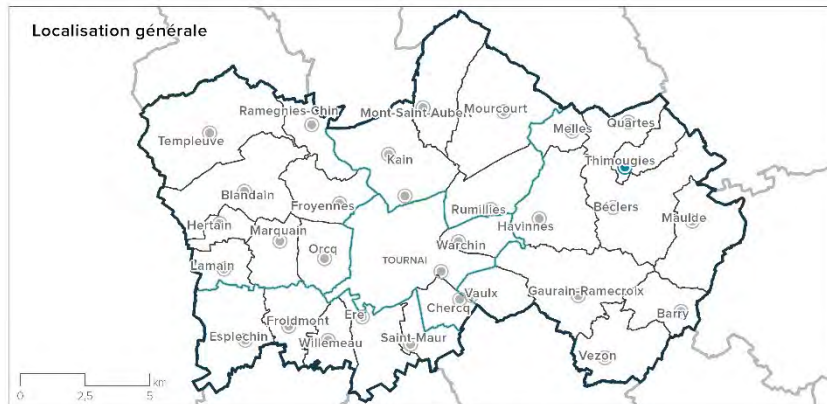 Localisation générale
Ramegnies-Chin
Mont-Saint-Aubert
Mourcourt
Templeuve
Melles
Quartes
Kain
Thimougies
Blandain
Froyennes
Rumillies
Béclers
Hertain
Marquain
Havinnes
Maulde
Orcq
Warchin
Lamain
TOURNAI
Vaulx
Gaurain-Ramecroix
Chercq
Barry
Froidmont
Ere
Esplechin
Willemeau
Saint-Maur
Vezon
km
0 2,5 5